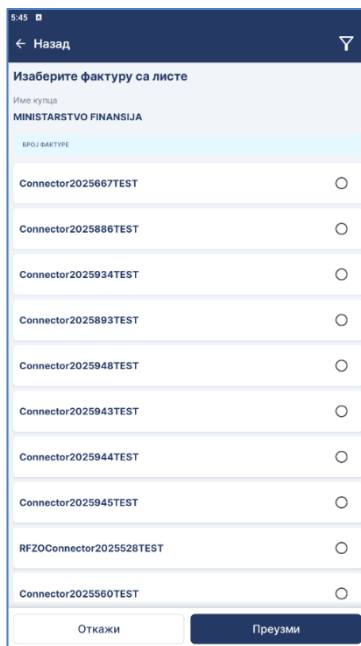 5:45
← Назад
Изаберите фактуру са листе
Име купца
MINISTARSTVO FINANSIJA
БРОЈ ФАКТУРЕ
Connector2025667TEST
Connector2025886TEST
Connector2025934TEST
Connector2025893TEST
Connector2025948TEST
Connector2025943TEST
Connector2025944TEST
Connector2025945TEST
RFZOConnector2025528TEST
Connector2025560TEST
Откажи
Преузми